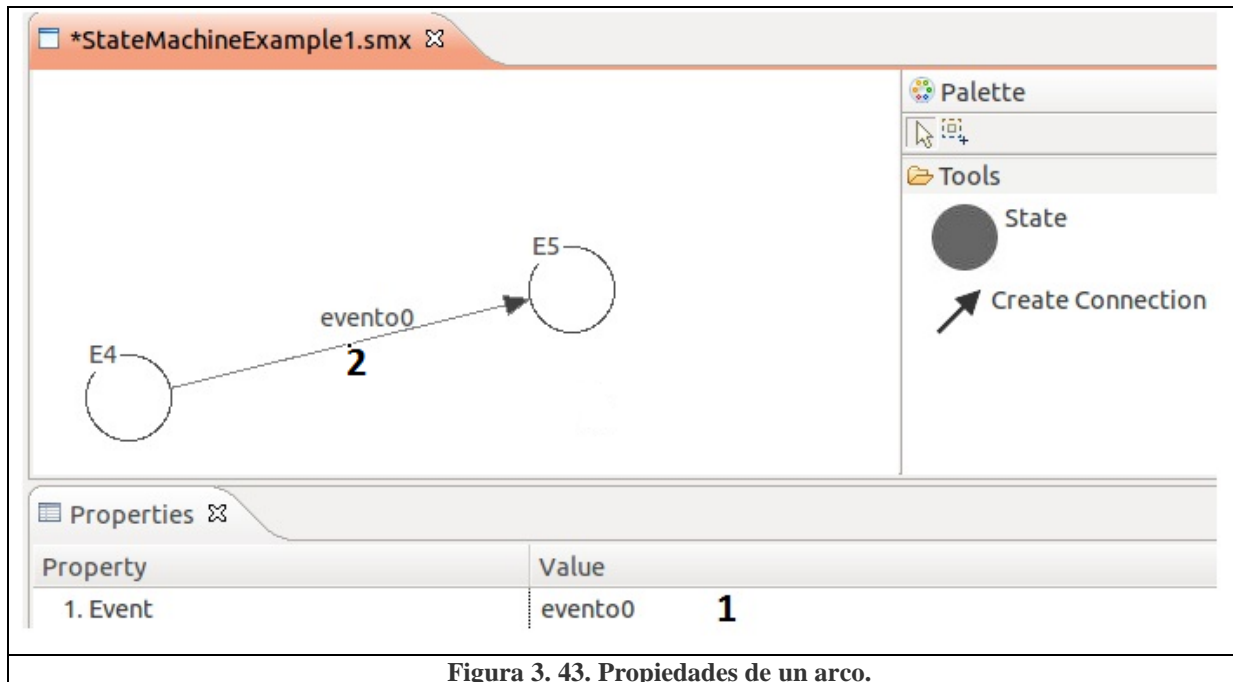 *StateMachineExample1.smx
Palette
Tools
State
Create Connection
E5
evento0
2
E4
Properties
Property Value
1. Event evento0 1
Figura 3. 43. Propiedades de un arco.